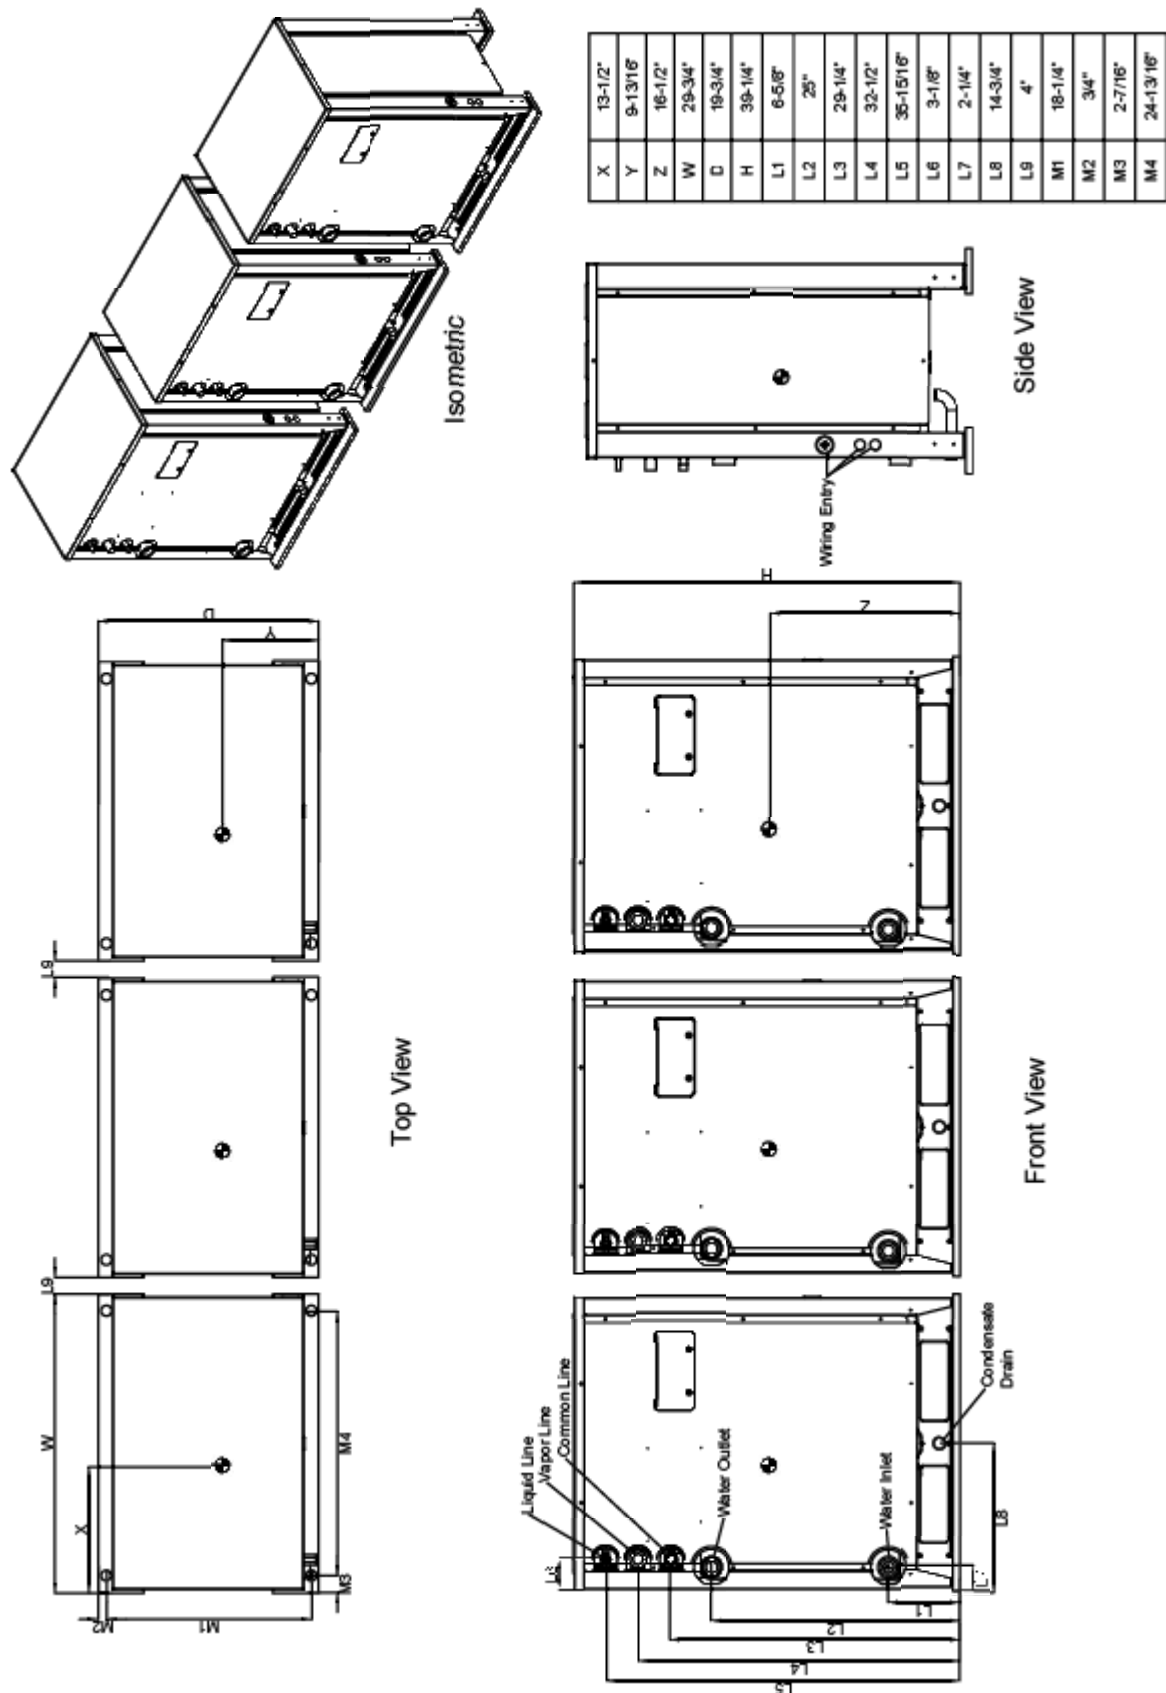 X 13-1/2"
Y 9-13/16"
Z 16-1/2"
W 29-3/4"
D 19-3/4"
H 39-1/4"
L1 6-5/8"
L2 25"
L3 29-1/4"
L4 32-1/2"
L5 35-15/16"
L6 3-1/8"
L7 2-1/4"
L8 14-3/4"
L9 4"
M1 18-1/4"
M2 3/4"
M3 2-7/16"
M4 24-13/16"
Isometric
W
X
L9
L9
D
Y
M2
M1
M3
M4
Top View
Wiring Entry
Side View
Liquid Line
Vapor Line
Common Line
Water Outlet
Water Inlet
Condensate
Drain
H
Z
L1
L2
L3
L4
L5
L8
Front View